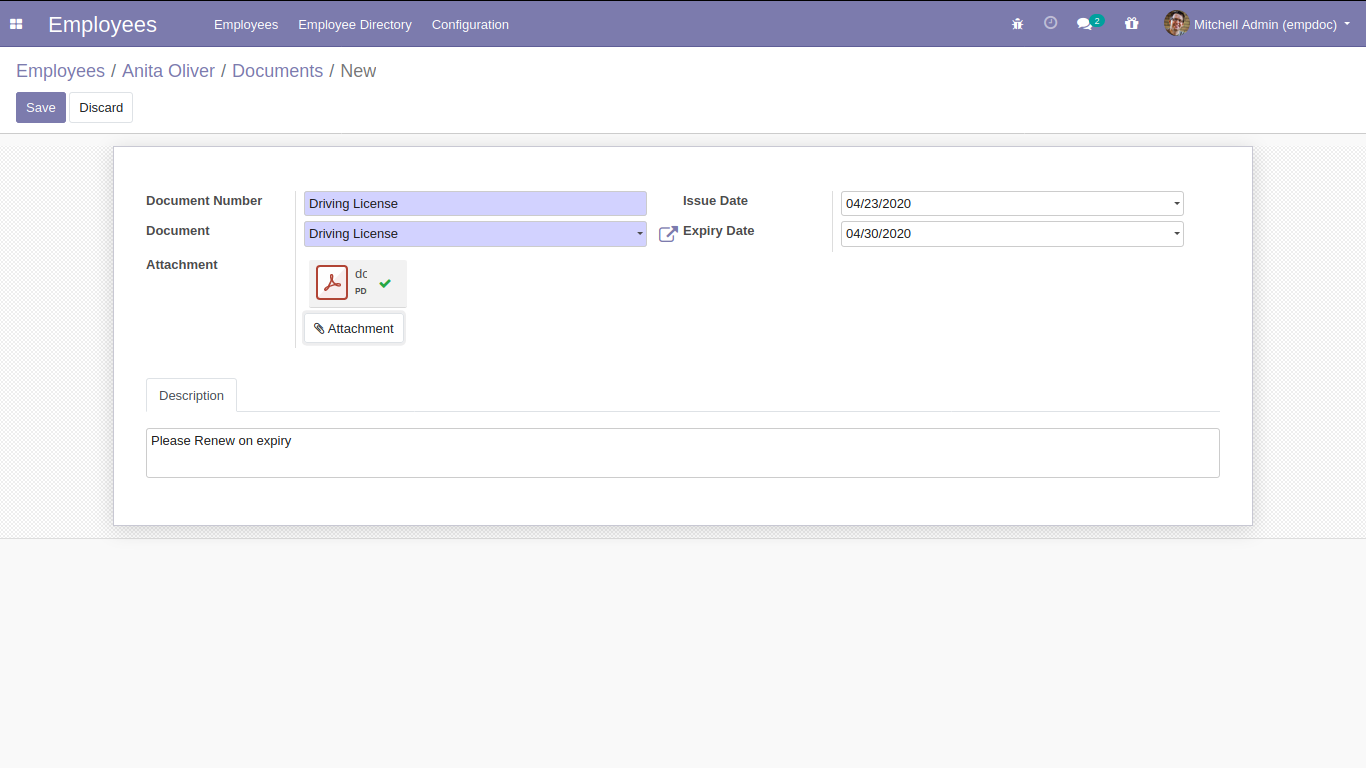 Employees Employees Employee Directory Configuration 2 Mitchell Admin (empdoc)
Employees / Anita Oliver / Documents / New
Save Discard
Document Number Driving License Issue Date 04/23/2020
Document Driving License Expiry Date 04/30/2020
Attachment
dc
PD
Attachment
Description
Please Renew on expiry